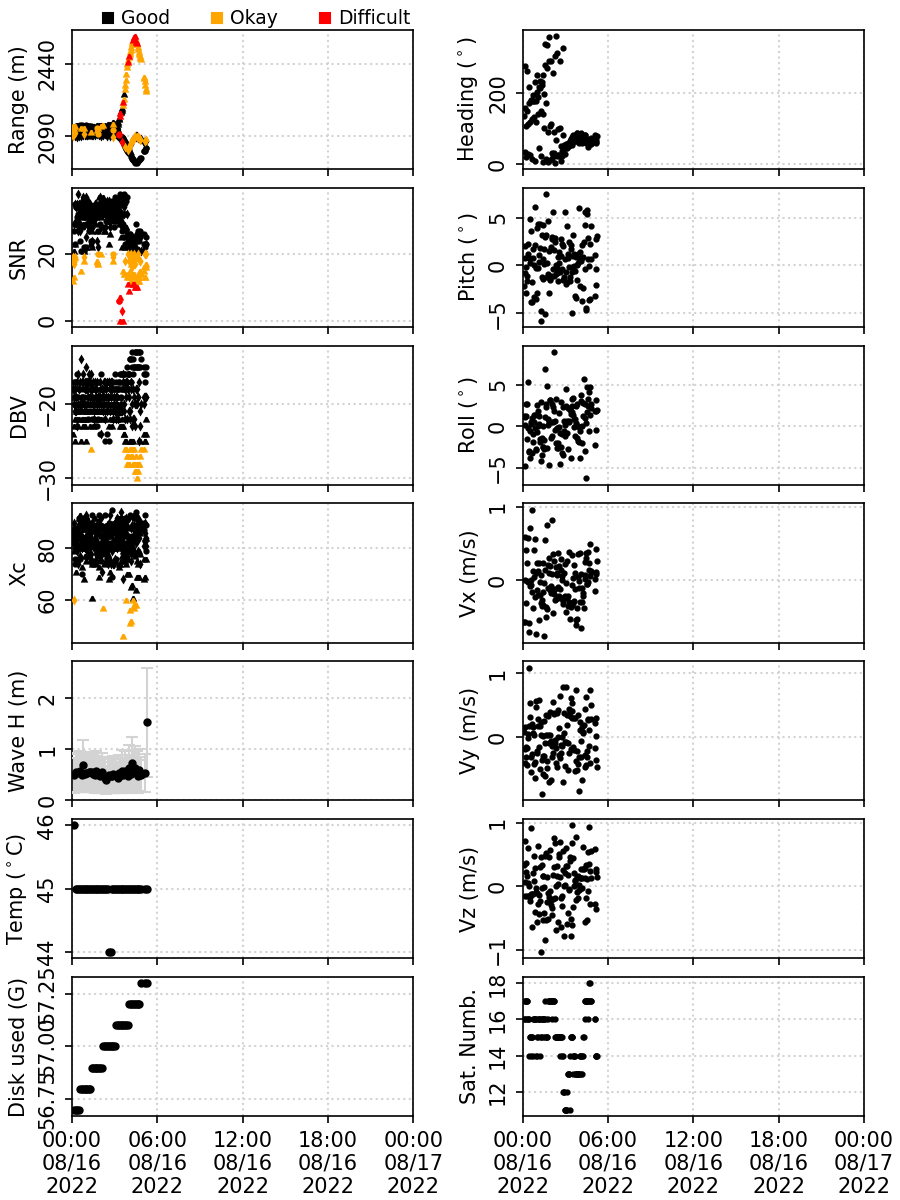 Good Okay Difficult
Range (m)
2440
2090
Heading (°)
200
0
SNR
20
0
Pitch (°)
5
0
−5
DBV
−20
−30
Roll (°)
5
0
−5
Xc
80
60
Vx (m/s)
1
0
Wave H (m)
2
1
0
Vy (m/s)
1
0
Temp (°C)
46
45
44
Vz (m/s)
1
0
−1
Disk used (G)
57.25
57.00
56.75
Sat. Numb.
18
16
14
12
00:00 06:00 12:00 18:00 00:00
08/16 08/16 08/16 08/16 08/17
2022 2022 2022 2022 2022
00:00 06:00 12:00 18:00 00:00
08/16 08/16 08/16 08/16 08/17
2022 2022 2022 2022 2022